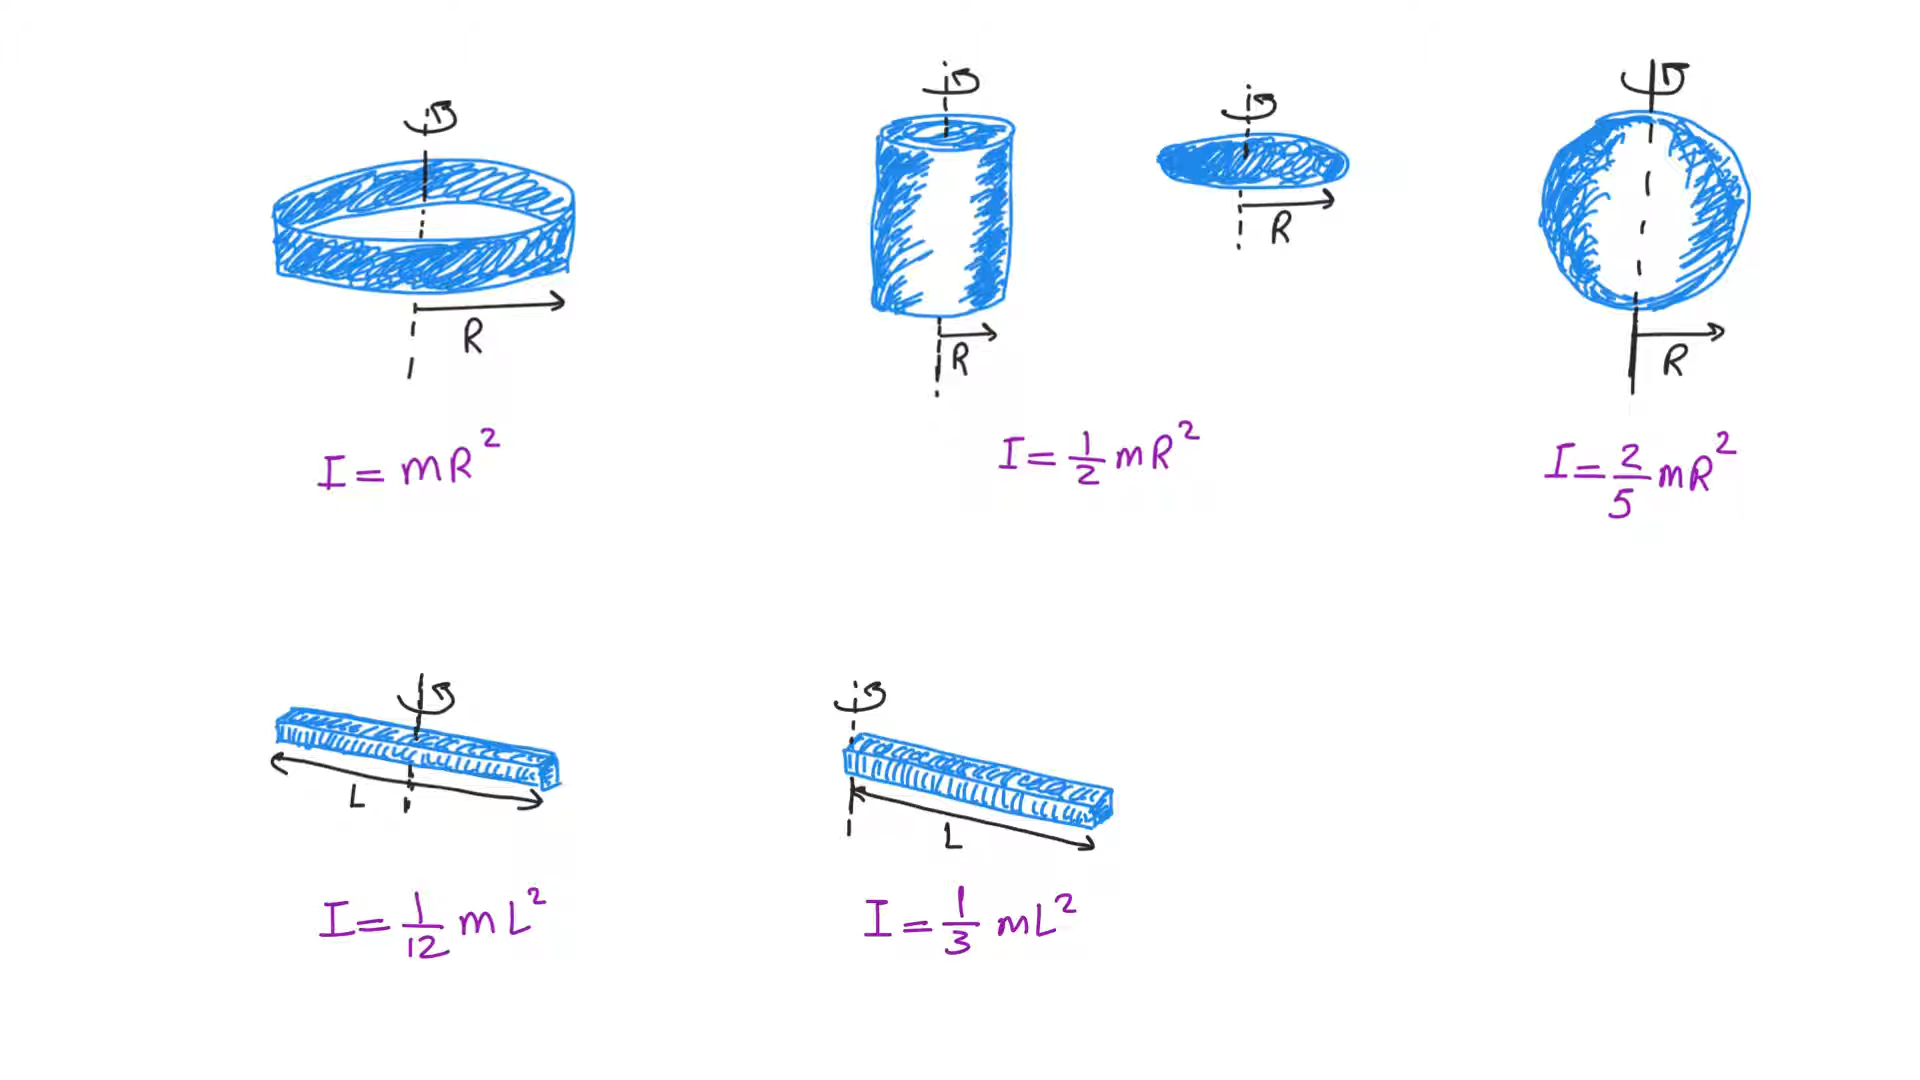 R
R
R
R
I = mR²
I = 1/2 mR²
I = 2/5 mR²
L
L
I = 1/12 mL²
I = 1/3 mL²